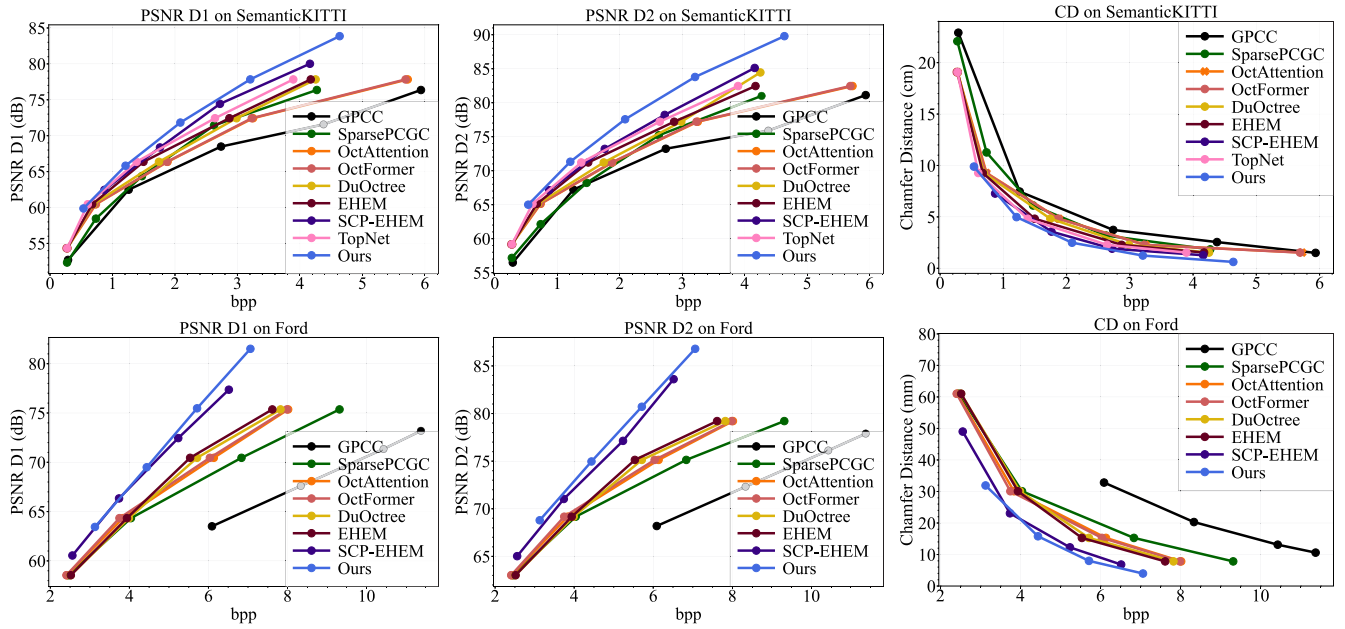 PSNR D1 on SemanticKITTI
PSNR D1 (dB)
85
80
75
70
65
60
55
1 2 3 4 5 6
bpp
GPCC
SparsePCGC
OctAttention
OctFormer
DuOctree
EHEM
SCP-EHEM
TopNet
Ours
PSNR D2 on SemanticKITTI
PSNR D2 (dB)
90
85
80
75
70
65
60
55
1 2 3 4 5 6
bpp
GPCC
SparsePCGC
OctAttention
OctFormer
DuOctree
EHEM
SCP-EHEM
TopNet
Ours
CD on SemanticKITTI
Chamfer Distance (cm)
20
15
10
5
0
0 1 2 3 4 5 6
bpp
GPCC
SparsePCGC
OctAttention
OctFormer
DuOctree
EHEM
SCP-EHEM
TopNet
Ours
PSNR D1 on Ford
PSNR D1 (dB)
80
75
70
65
60
2 4 6 8 10
bpp
GPCC
SparsePCGC
OctAttention
OctFormer
DuOctree
EHEM
SCP-EHEM
Ours
PSNR D2 on Ford
PSNR D2 (dB)
85
80
75
70
65
2 4 6 8 10
bpp
GPCC
SparsePCGC
OctAttention
OctFormer
DuOctree
EHEM
SCP-EHEM
Ours
CD on Ford
Chamfer Distance (mm)
80
70
60
50
40
30
20
10
0
2 4 6 8 10
bpp
GPCC
SparsePCGC
OctAttention
OctFormer
DuOctree
EHEM
SCP-EHEM
Ours